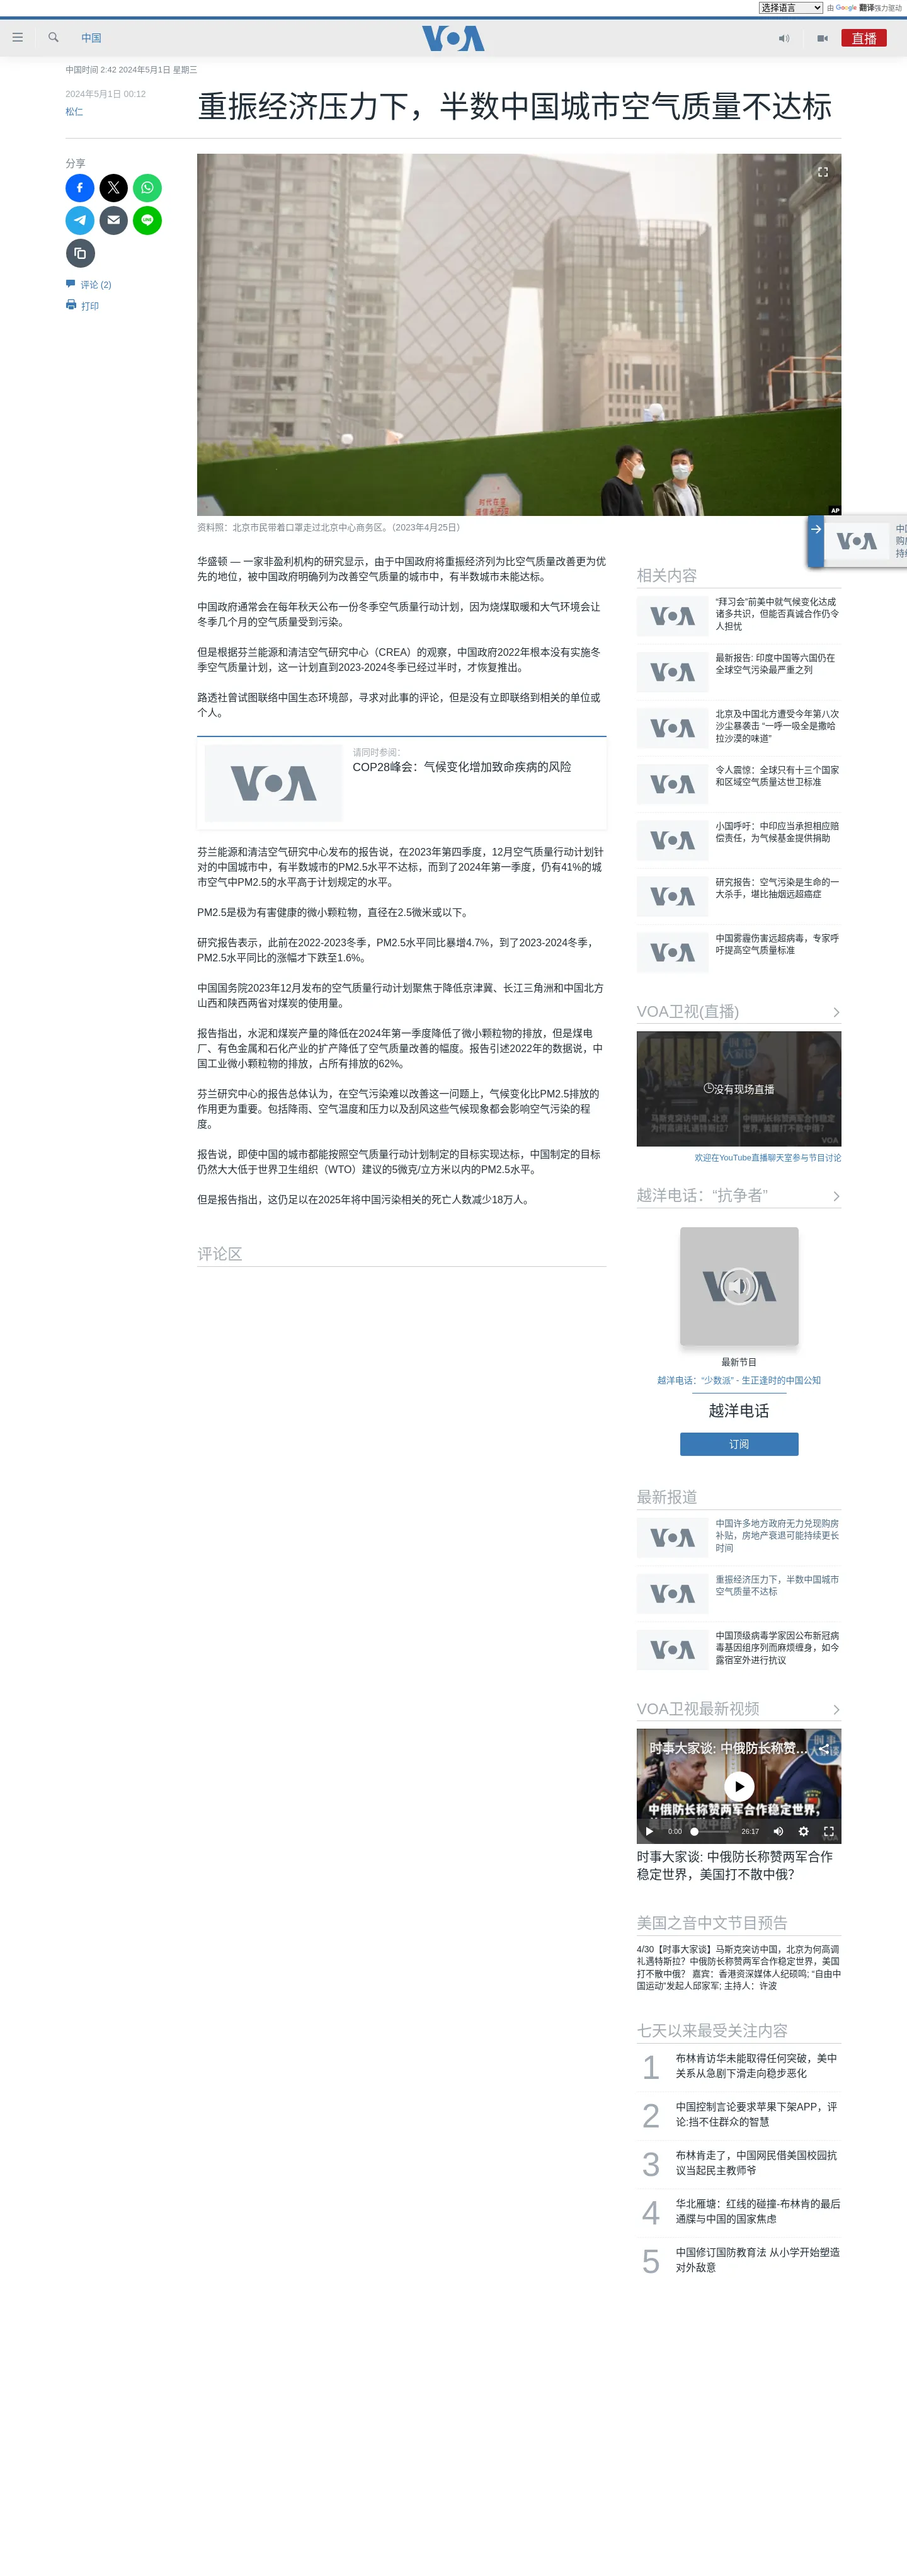 选择语言 由 Google 翻译强力驱动
中国
VOA
直播
中国时间 2:42 2024年5月1日 星期三
2024年5月1日 00:12
松仁
重振经济压力下，半数中国城市空气质量不达标
分享
评论 (2)
打印
时代在召
AP
资料照：北京市民带着口罩走过北京中心商务区。（2023年4月25日）
华盛顿 — 一家非盈利机构的研究显示，由于中国政府将重振经济列为比空气质量改善更为优
先的地位，被中国政府明确列为改善空气质量的城市中，有半数城市未能达标。
中国政府通常会在每年秋天公布一份冬季空气质量行动计划，因为烧煤取暖和大气环境会让
冬季几个月的空气质量受到污染。
但是根据芬兰能源和清洁空气研究中心（CREA）的观察，中国政府2022年根本没有实施冬
季空气质量计划，这一计划直到2023-2024冬季已经过半时，才恢复推出。
路透社曾试图联络中国生态环境部，寻求对此事的评论，但是没有立即联络到相关的单位或
个人。
请同时参阅：
COP28峰会：气候变化增加致命疾病的风险
VOA
芬兰能源和清洁空气研究中心发布的报告说，在2023年第四季度，12月空气质量行动计划针
对的中国城市中，有半数城市的PM2.5水平不达标，而到了2024年第一季度，仍有41%的城
市空气中PM2.5的水平高于计划规定的水平。
PM2.5是极为有害健康的微小颗粒物，直径在2.5微米或以下。
研究报告表示，此前在2022-2023冬季，PM2.5水平同比暴增4.7%，到了2023-2024冬季，
PM2.5水平同比的涨幅才下跌至1.6%。
中国国务院2023年12月发布的空气质量行动计划聚焦于降低京津冀、长江三角洲和中国北方
山西和陕西两省对煤炭的使用量。
报告指出，水泥和煤炭产量的降低在2024年第一季度降低了微小颗粒物的排放，但是煤电
厂、有色金属和石化产业的扩产降低了空气质量改善的幅度。报告引述2022年的数据说，中
国工业微小颗粒物的排放，占所有排放的62%。
芬兰研究中心的报告总体认为，在空气污染难以改善这一问题上，气候变化比PM2.5排放的
作用更为重要。包括降雨、空气温度和压力以及刮风这些气候现象都会影响空气污染的程
度。
报告说，即使中国的城市都能按照空气质量行动计划制定的目标实现达标，中国制定的目标
仍然大大低于世界卫生组织（WTO）建议的5微克/立方米以内的PM2.5水平。
但是报告指出，这仍足以在2025年将中国污染相关的死亡人数减少18万人。
评论区
VOA
相关内容
VOA
“拜习会”前美中就气候变化达成
诸多共识，但能否真诚合作仍令
人担忧
VOA
最新报告: 印度中国等六国仍在
全球空气污染最严重之列
VOA
北京及中国北方遭受今年第八次
沙尘暴袭击 “一呼一吸全是撒哈
拉沙漠的味道”
VOA
令人震惊：全球只有十三个国家
和区域空气质量达世卫标准
VOA
小国呼吁：中印应当承担相应赔
偿责任，为气候基金提供捐助
VOA
研究报告：空气污染是生命的一
大杀手，堪比抽烟远超癌症
VOA
中国雾霾伤害远超病毒，专家呼
吁提高空气质量标准
VOA卫视(直播)
没有现场直播
VOA
欢迎在YouTube直播聊天室参与节目讨论
越洋电话：“抗争者”
VOA
最新节目
越洋电话：“少数派” - 生正逢时的中国公知
越洋电话
订阅
最新报道
VOA
中国许多地方政府无力兑现购房
补贴，房地产衰退可能持续更长
时间
VOA
重振经济压力下，半数中国城市
空气质量不达标
VOA
中国顶级病毒学家因公布新冠病
毒基因组序列而麻烦缠身，如今
露宿室外进行抗议
VOA卫视最新视频
时事大家谈: 中俄防长称赞...
中俄防长称赞两军合作稳定世界，
0:00 26:17
时事大家谈: 中俄防长称赞两军合作
稳定世界，美国打不散中俄？
美国之音中文节目预告
4/30【时事大家谈】马斯克突访中国，北京为何高调
礼遇特斯拉？中俄防长称赞两军合作稳定世界，美国
打不散中俄？ 嘉宾：香港资深媒体人纪硕鸣; “自由中
国运动”发起人邱家军; 主持人：许波
七天以来最受关注内容
1 布林肯访华未能取得任何突破，美中
关系从急剧下滑走向稳步恶化
2 中国控制言论要求苹果下架APP，评
论:挡不住群众的智慧
3 布林肯走了，中国网民借美国校园抗
议当起民主教师爷
4 华北雁塘：红线的碰撞-布林肯的最后
通牒与中国的国家焦虑
5 中国修订国防教育法 从小学开始塑造
对外敌意